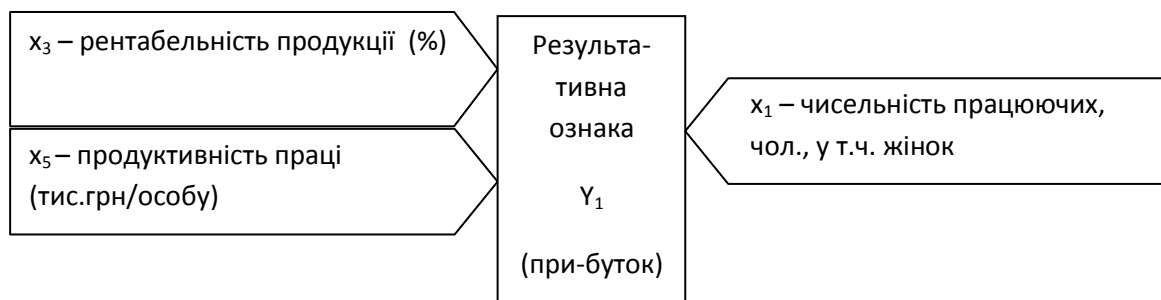 x₃ – рентабельність продукції (%)
x₅ – продуктивність праці
(тис.грн/особу)
Результа-
тивна
ознака
Y₁
(при-буток)
x₁ – чисельність працюючих,
чол., у т.ч. жінок